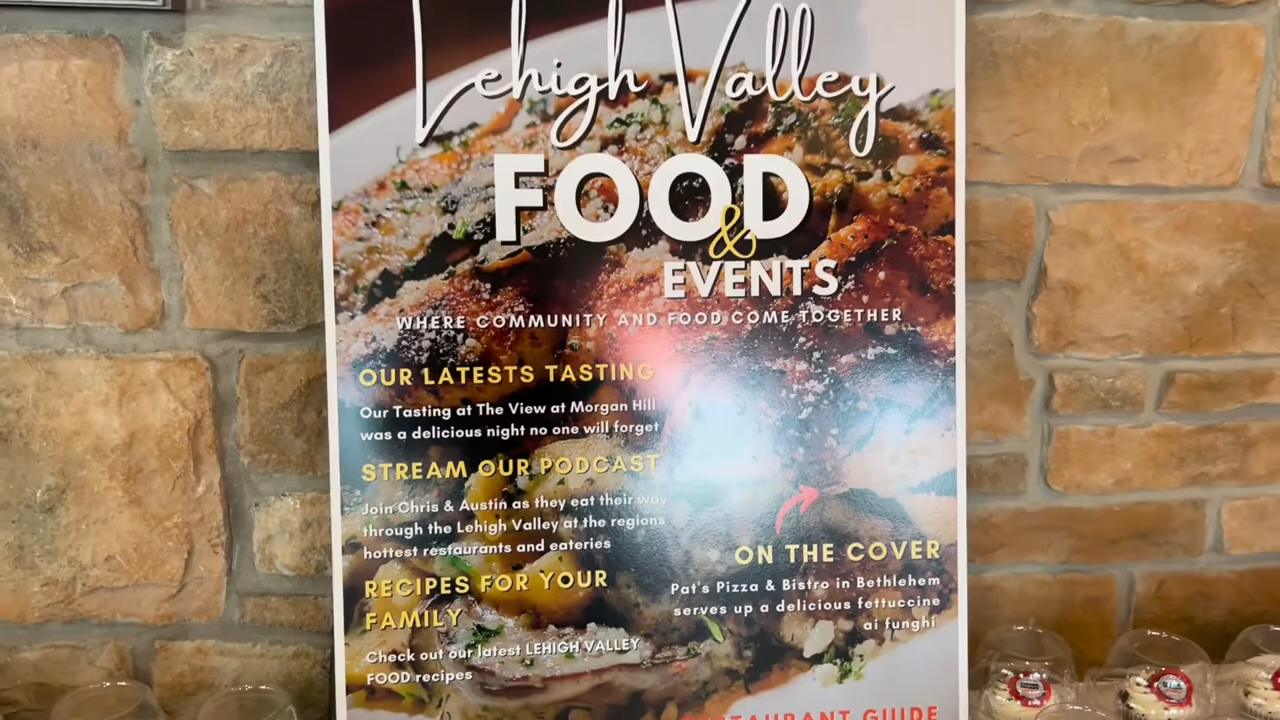 Lehigh Valley
FOOD
&
EVENTS
WHERE COMMUNITY AND FOOD COME TOGETHER
OUR LATESTS TASTING
Our Tasting at The View at Morgan Hill
was a delicious night no one will forget
STREAM OUR PODCAST
Join Chris & Austin as they eat their way
through the Lehigh Valley at the regions
hottest restaurants and eateries
RECIPES FOR YOUR
FAMILY
Check out our latest LEHIGH VALLEY
FOOD recipes
ON THE COVER
Pat's Pizza & Bistro in Bethlehem
serves up a delicious fettuccine
ai funghi
RESTAURANT GUIDE